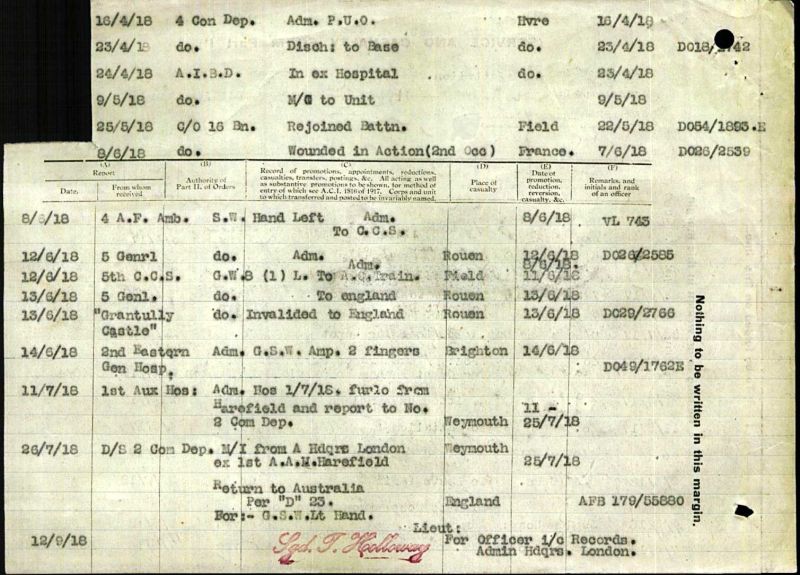 16/4/18 4 Con Dep. Adm. P.U.O. Hvre 16/4/18
23/4/18 do. Disch: to Base do. 23/4/18 DO18/1742
24/4/18 A.I.B.D. In ex Hospital do. 23/4/18
9/5/18 do. M/C to Unit 9/5/18
25/5/18 C/O 16 Bn. Rejoined Battn. Field 22/5/18 DO54/1893.E
8/6/18 do. Wounded in Action(2nd Occ) France. 7/6/18 DO26/2539
(A) (B) (C) (D) (E) (F)
Report
Date. From whom received
Authority of Part II. of Orders
Record of promotions, appointments, reductions, casualties, transfers, postings, &c. All acting as well as substantive promotions to be shown, for method of entry of which see A.C.I. 1816 of 1917. Corps and unit to which transferred and posted to be invariably named.
Place of casualty
Date of promotion, reduction, reversion, casualty, &c.
Remarks, and initials and rank of an officer
8/6/18 4 A.F. Amb. S.W. Hand Left Adm. 8/6/18 VL 743
To C.C.S.
12/6/18 5 Genrl do. Adm. Rouen 12/6/18 DO26/2585
Adm. 8/6/18.
12/6/18 5th C.C.S. G.W.S (1) L. To A.C.Train. Field 11/6/18
13/6/18 5 Genl. do. To england Rouen 13/6/18
13/6/18 "Grantully do. Invalided to England Rouen 13/6/18 DO29/2766
Castle"
14/6/18 2nd Eastern Adm. G.S.W. Amp. 2 fingers Brighton 14/6/18
Gen Hosp. DO49/1762E
11/7/18 1st Aux Hos: Adm. Hos 1/7/18. furlo from
Harefield and report to No. 11 -
2 Com Dep. Weymouth 25/7/18
26/7/18 D/S 2 Com Dep. M/I from A Hdqrs London Weymouth
ex 1st A.A.H.Harefield 25/7/18
Return to Australia
Per "D" 23. England AFB 179/55880
For:- G.S.W.Lt Hand.
Lieut:
12/9/18 Sgd. T. Holloway For Officer i/c Records.
Admin Hdqrs. London.
Nothing to be written in this margin.